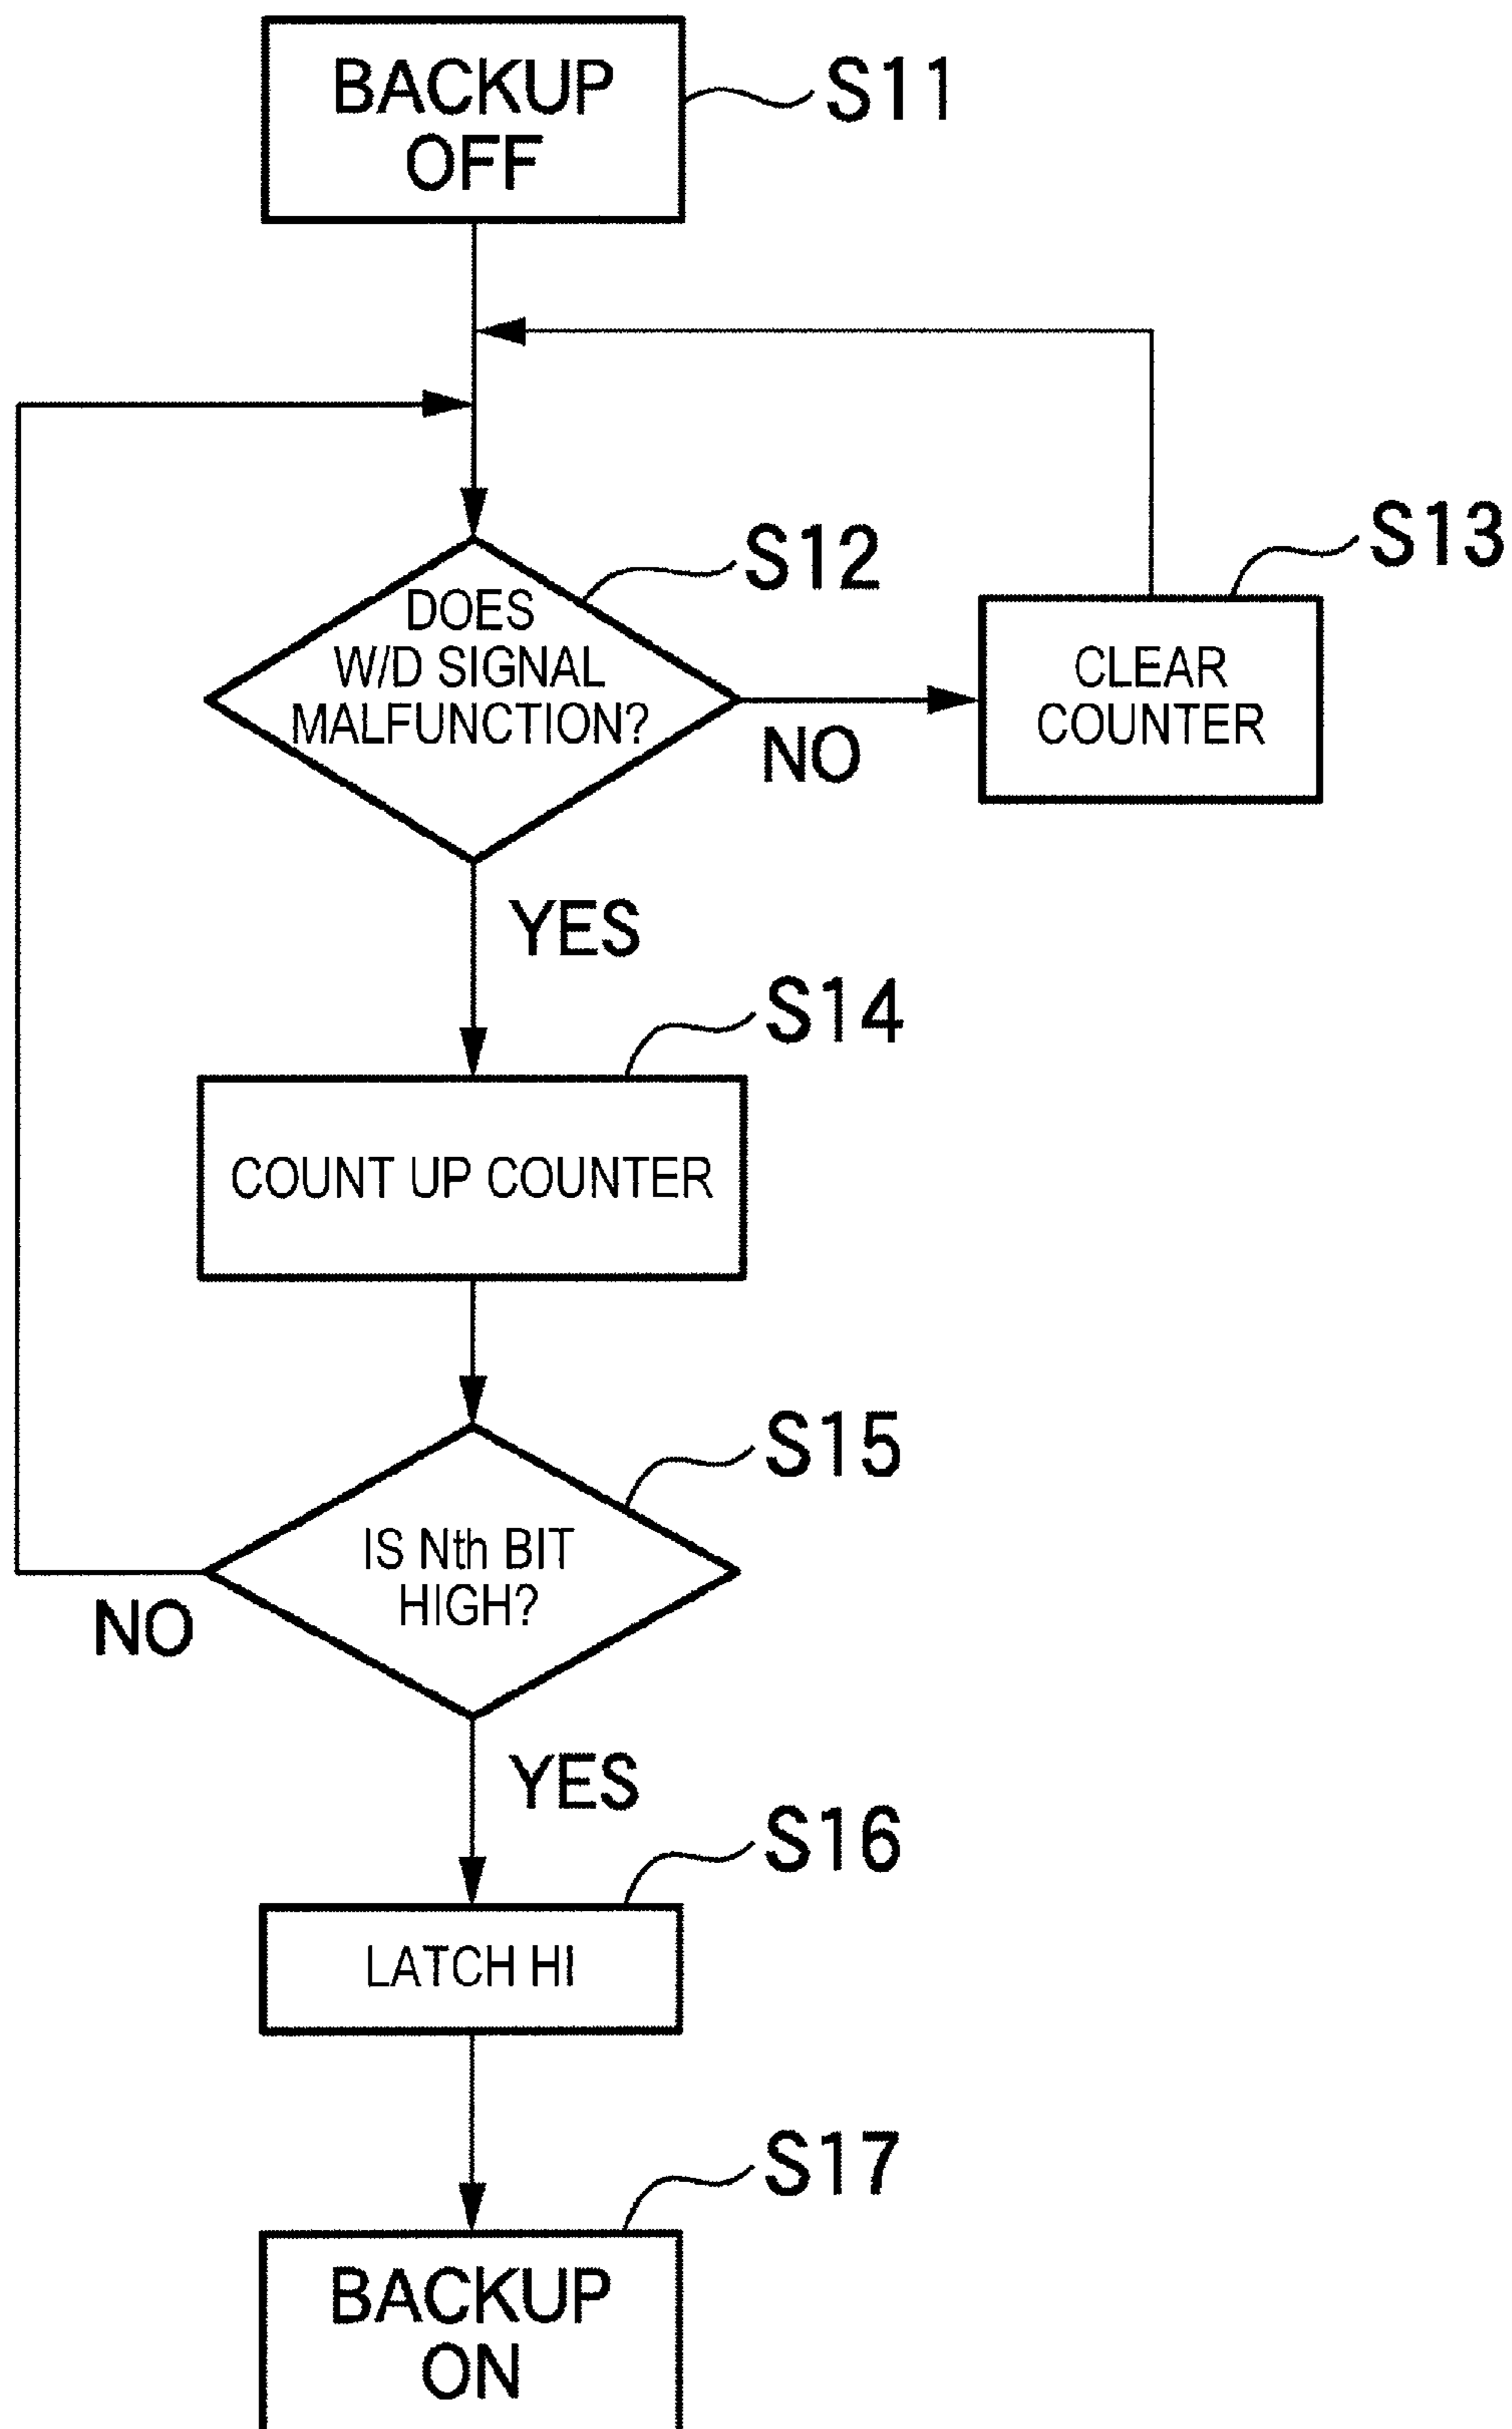 BACKUP
OFF
S11
S12
DOES
W/D SIGNAL
MALFUNCTION?
NO
S13
CLEAR
COUNTER
YES
S14
COUNT UP COUNTER
S15
IS Nth BIT
HIGH?
NO
YES
S16
LATCH HI
S17
BACKUP
ON